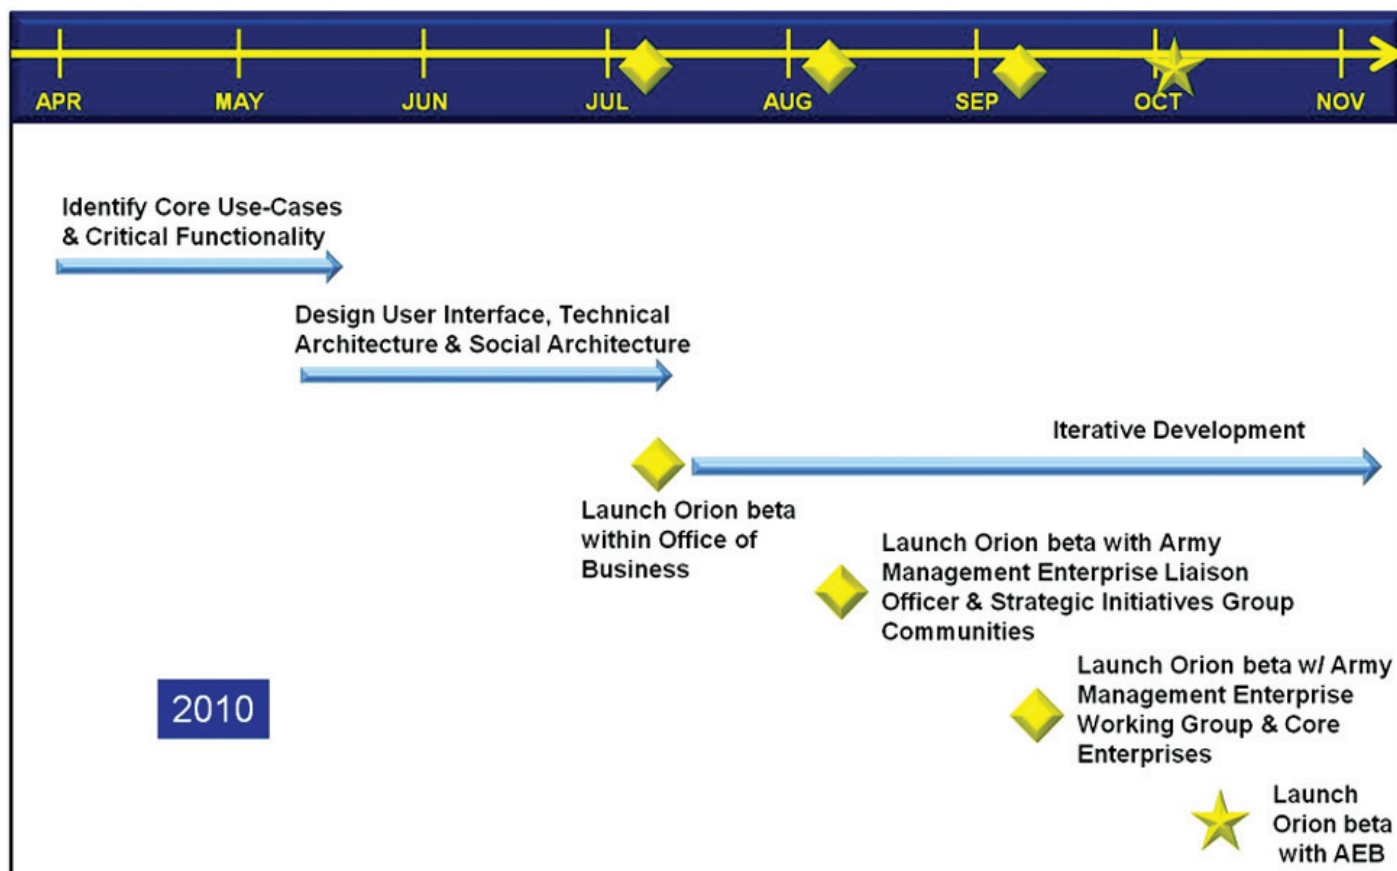 APR MAY JUN JUL AUG SEP OCT NOV
Identify Core Use-Cases
& Critical Functionality
Design User Interface, Technical
Architecture & Social Architecture
Iterative Development
Launch Orion beta
within Office of
Business
Launch Orion beta with Army
Management Enterprise Liaison
Officer & Strategic Initiatives Group
Communities
Launch Orion beta w/ Army
Management Enterprise
Working Group & Core
Enterprises
2010
Launch
Orion beta
with AEB